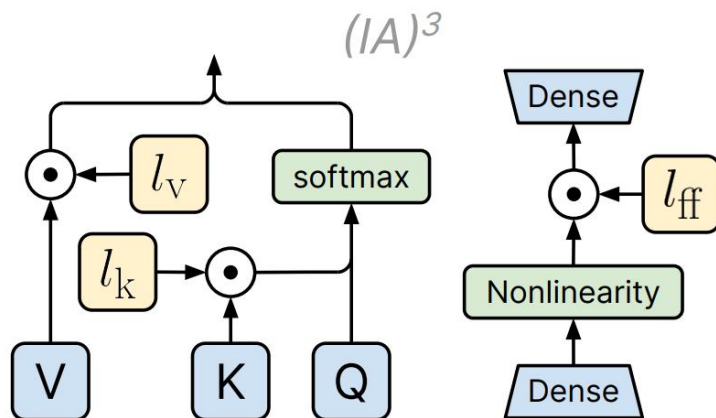 (IA)³
Dense
l_v
softmax
l_ff
l_k
Nonlinearity
V K Q
Dense